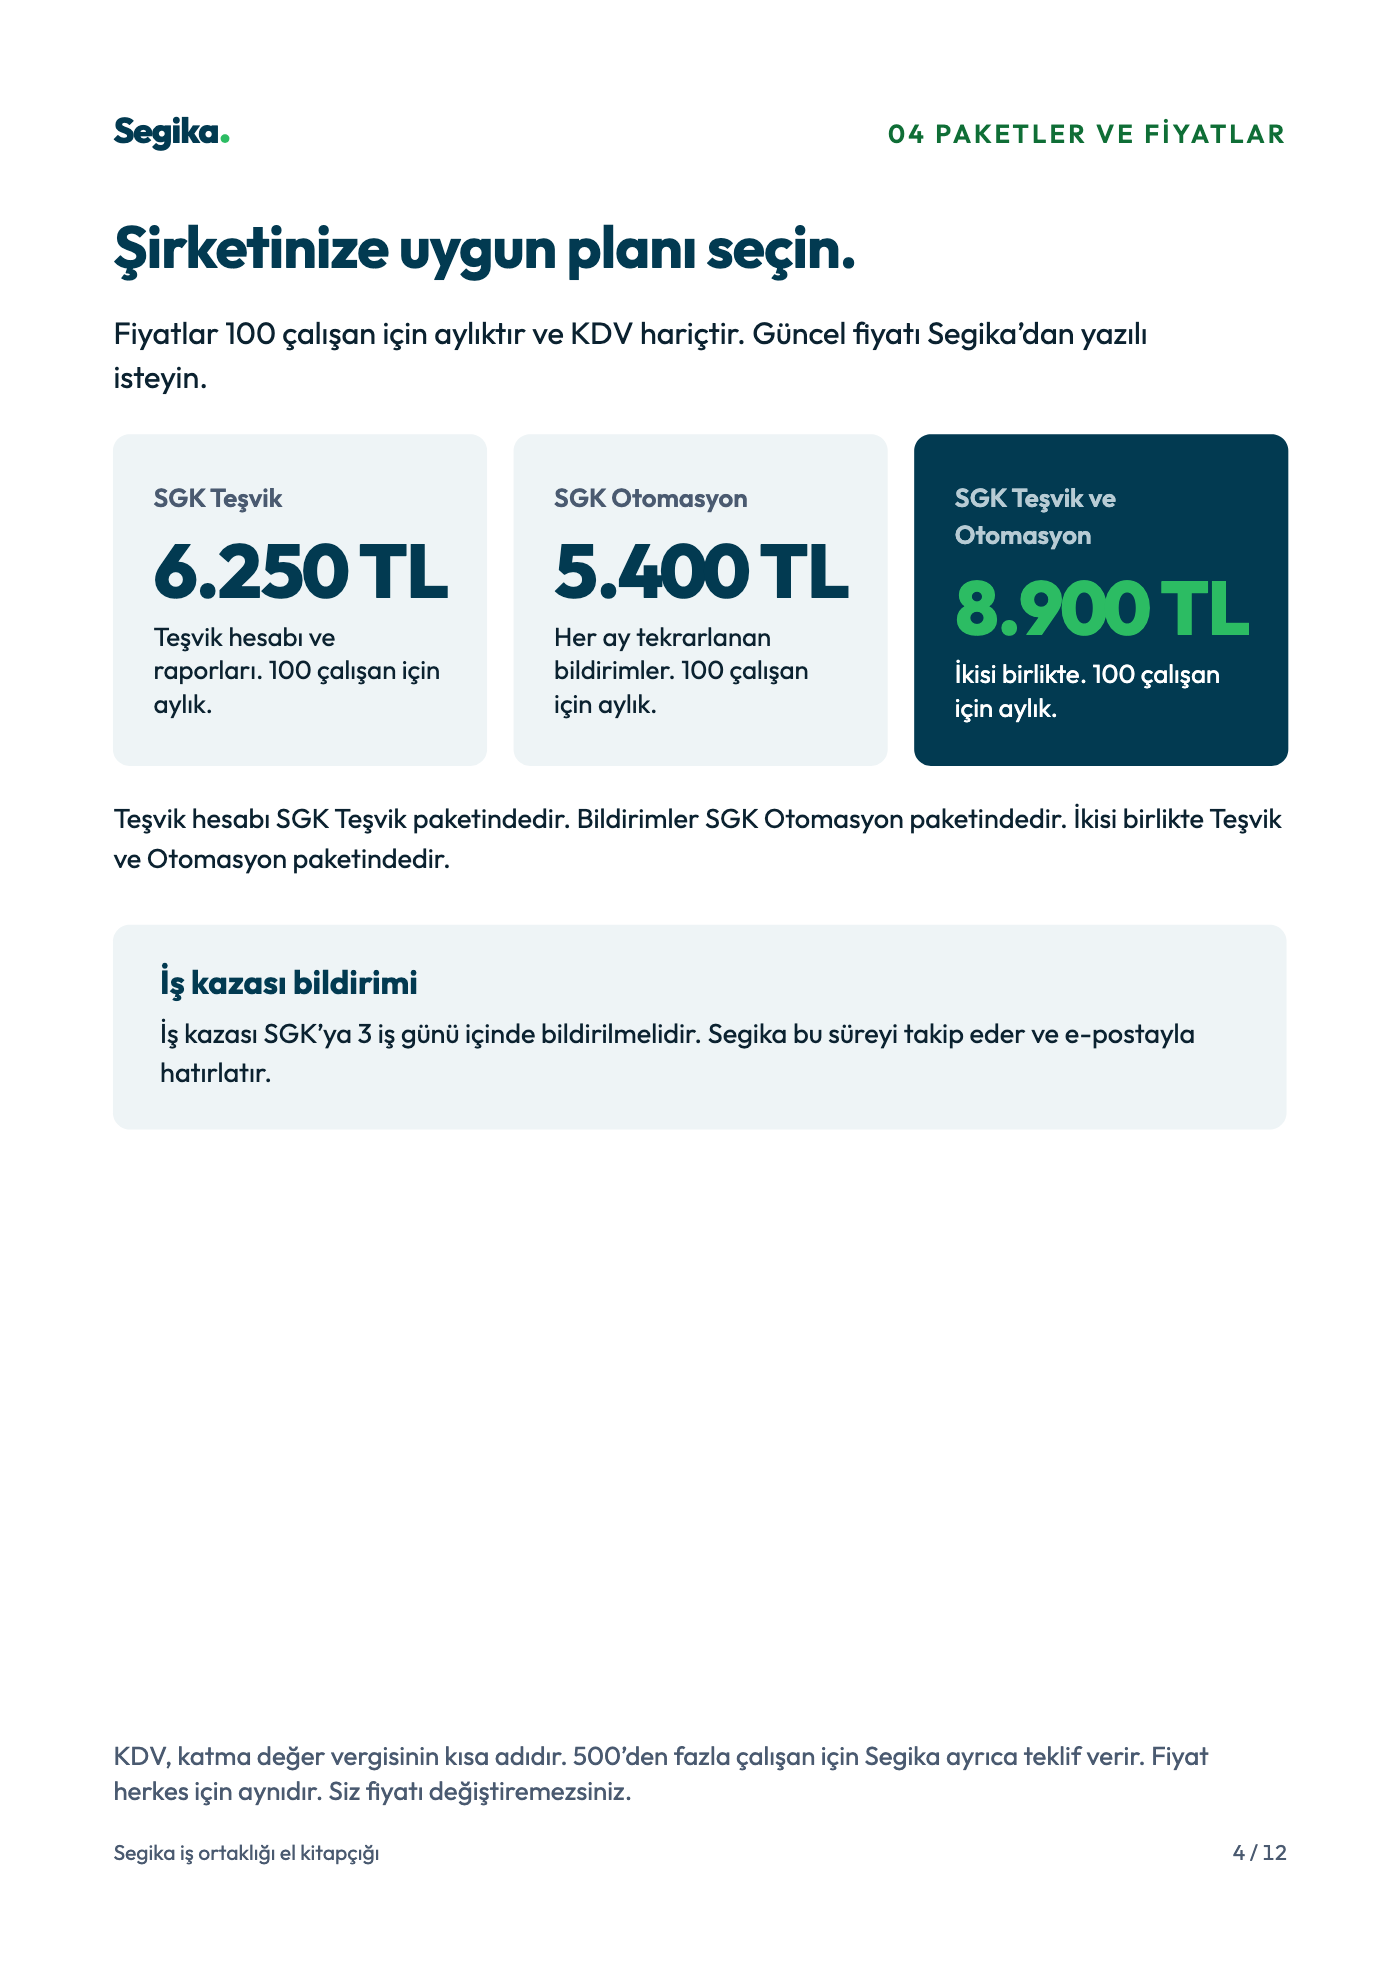 Segika.
04 PAKETLER VE FİYATLAR
Şirketinize uygun planı seçin.
Fiyatlar 100 çalışan için aylıktır ve KDV hariçtir. Güncel fiyatı Segika’dan yazılı
isteyin.
SGK Teşvik
6.250 TL
Teşvik hesabı ve
raporları. 100 çalışan için
aylık.
SGK Otomasyon
5.400 TL
Her ay tekrarlanan
bildirimler. 100 çalışan
için aylık.
SGK Teşvik ve
Otomasyon
8.900 TL
İkisi birlikte. 100 çalışan
için aylık.
Teşvik hesabı SGK Teşvik paketindedir. Bildirimler SGK Otomasyon paketindedir. İkisi birlikte Teşvik
ve Otomasyon paketindedir.
İş kazası bildirimi
İş kazası SGK’ya 3 iş günü içinde bildirilmelidir. Segika bu süreyi takip eder ve e-postayla
hatırlatır.
KDV, katma değer vergisinin kısa adıdır. 500’den fazla çalışan için Segika ayrıca teklif verir. Fiyat
herkes için aynıdır. Siz fiyatı değiştiremezsiniz.
Segika iş ortaklığı el kitapçığı
4 / 12